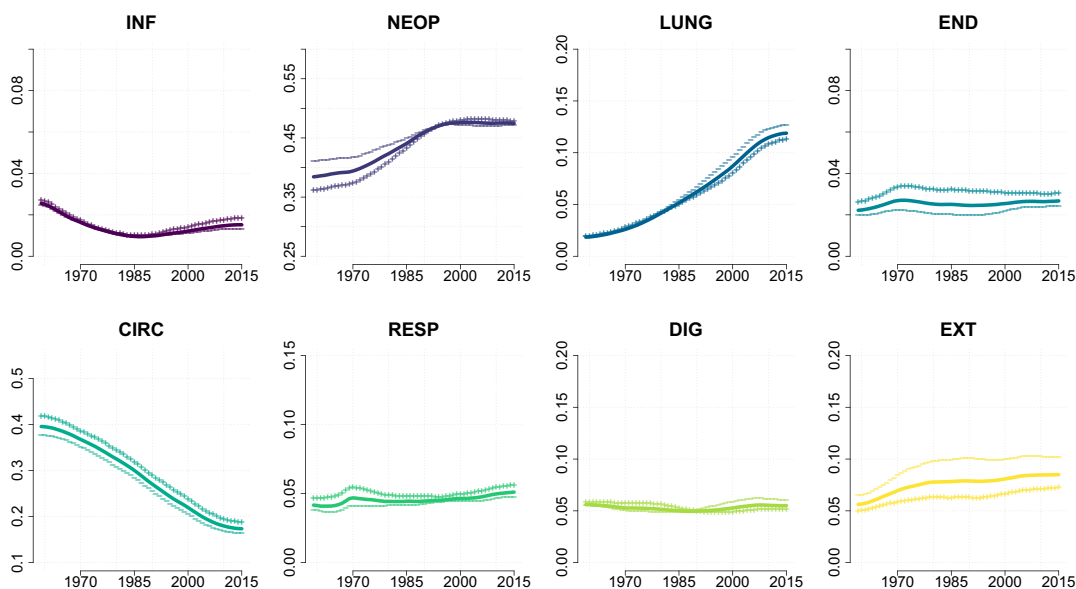 INF NEOP LUNG END
0.00 0.04 0.08 0.25 0.35 0.45 0.55 0.00 0.05 0.10 0.15 0.20 0.00 0.04 0.08
1970 1985 2000 2015 1970 1985 2000 2015 1970 1985 2000 2015 1970 1985 2000 2015
CIRC RESP DIG EXT
0.1 0.2 0.3 0.4 0.5 0.00 0.05 0.10 0.15 0.00 0.05 0.10 0.15 0.20 0.00 0.05 0.10 0.15 0.20
1970 1985 2000 2015 1970 1985 2000 2015 1970 1985 2000 2015 1970 1985 2000 2015